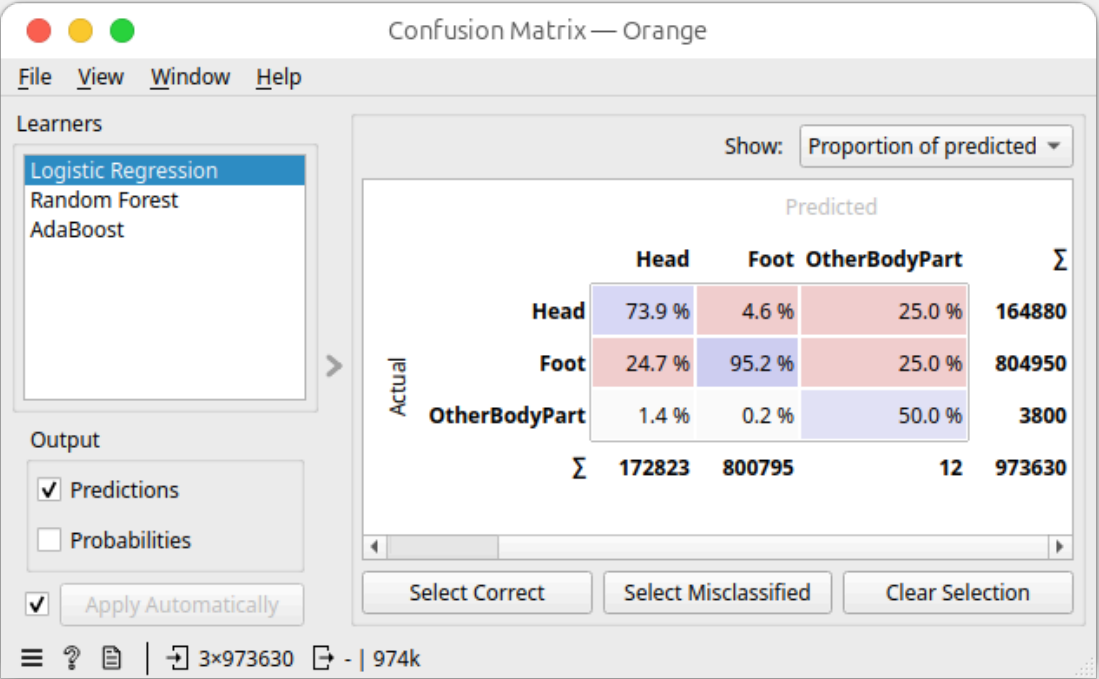 Confusion Matrix — Orange
File View Window Help
Learners
Logistic Regression
Random Forest
AdaBoost
Output
Predictions
Probabilities
Apply Automatically
Show: Proportion of predicted
Predicted
Head Foot OtherBodyPart Σ
Actual
Head 73.9 % 4.6 % 25.0 % 164880
Foot 24.7 % 95.2 % 25.0 % 804950
OtherBodyPart 1.4 % 0.2 % 50.0 % 3800
Σ 172823 800795 12 973630
Select Correct Select Misclassified Clear Selection
3×973630 - | 974k